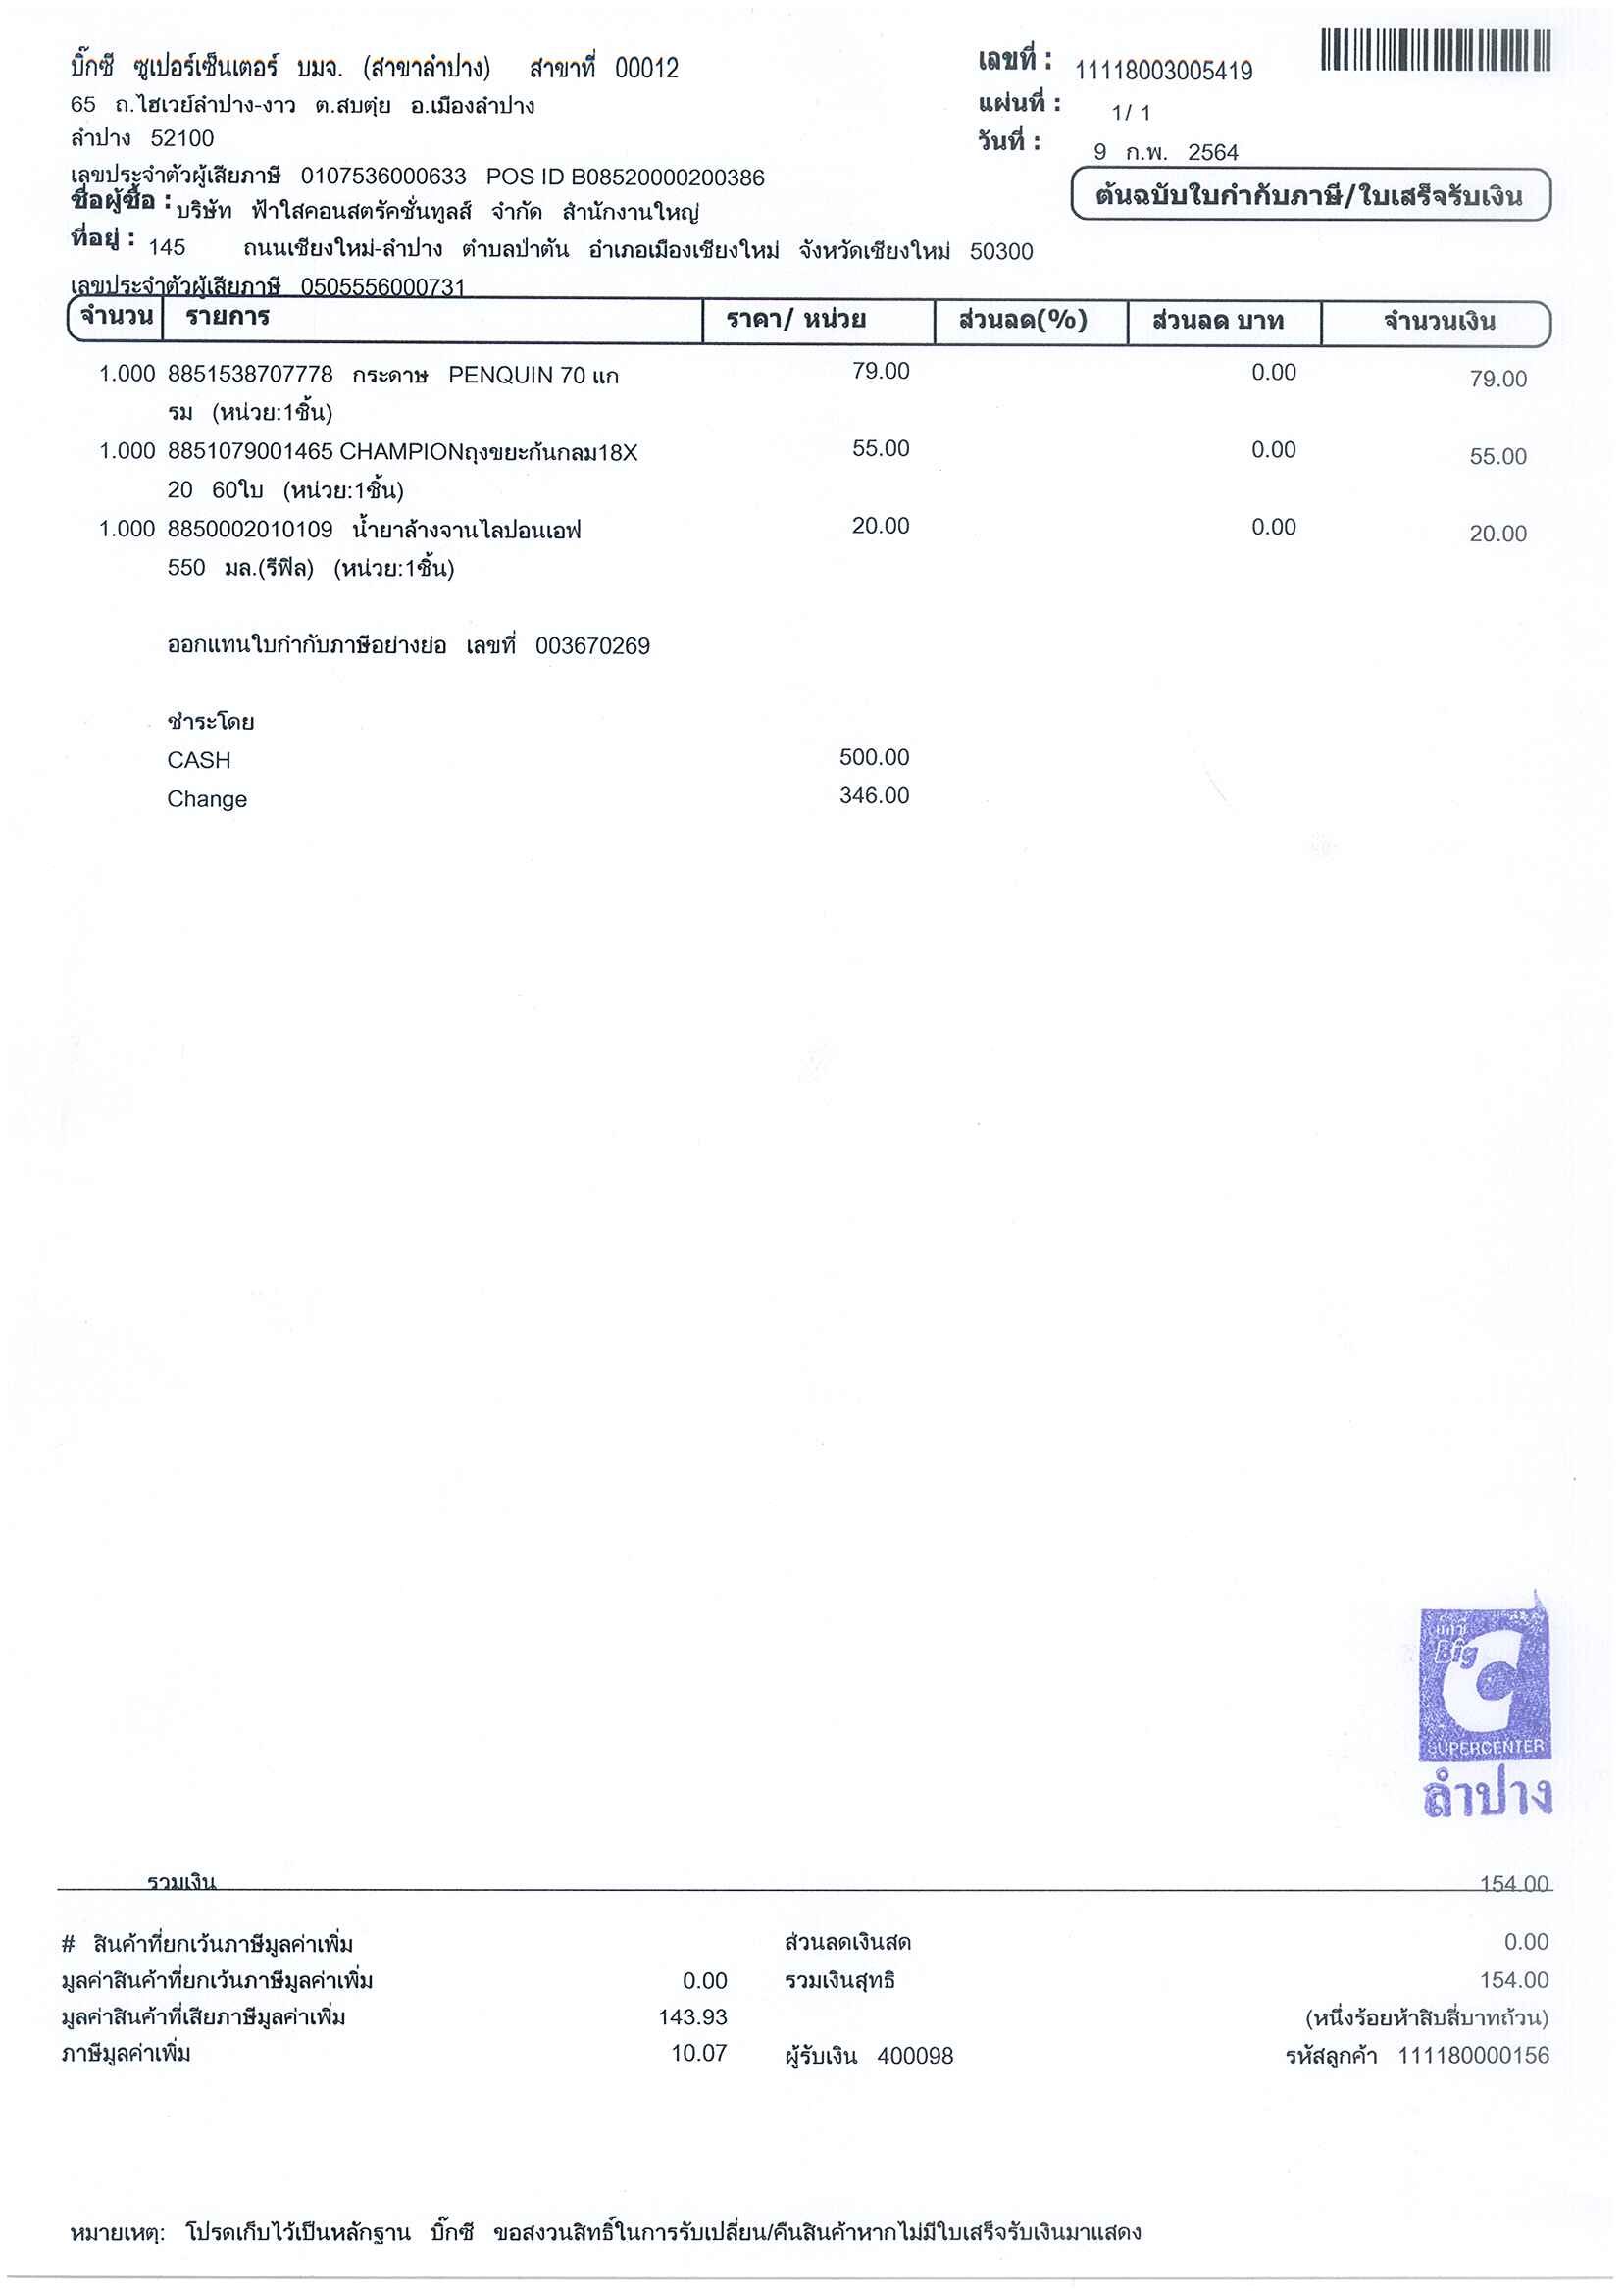 บิ๊กซี ซูเปอร์เซ็นเตอร์ บมจ. (สาขาลำปาง) สาขาที่ 00012
65 ถ.ไฮเวย์ลำปาง-งาว ต.สบตุ๋ย อ.เมืองลำปาง
ลำปาง 52100
เลขที่ : 11118003005419
แผ่นที่ : 1/ 1
วันที่ : 9 ก.พ. 2564
เลขประจำตัวผู้เสียภาษี 0107536000633 POS ID B08520000200386
ต้นฉบับใบกำกับภาษี/ใบเสร็จรับเงิน
ชื่อผู้ซื้อ : บริษัท ฟ้าใสคอนสตรัคชั่นทูลส์ จำกัด สำนักงานใหญ่
ที่อยู่ : 145 ถนนเชียงใหม่-ลำปาง ตำบลป่าตัน อำเภอเมืองเชียงใหม่ จังหวัดเชียงใหม่ 50300
เลขประจำตัวผู้เสียภาษี 0505556000731
จำนวน รายการ ราคา/ หน่วย ส่วนลด(%) ส่วนลด บาท จำนวนเงิน
1.000 8851538707778 กระดาษ PENQUIN 70 แก 79.00 0.00 79.00
รม (หน่วย:1ชิ้น)
1.000 8851079001465 CHAMPIONถุงขยะก้นกลม18X 55.00 0.00 55.00
20 60ใบ (หน่วย:1ชิ้น)
1.000 8850002010109 น้ำยาล้างจานไลปอนเอฟ 20.00 0.00 20.00
550 มล.(รีฟิล) (หน่วย:1ชิ้น)
ออกแทนใบกำกับภาษีอย่างย่อ เลขที่ 003670269
ชำระโดย
CASH 500.00
Change 346.00
บิ๊กซี
Big C
SUPERCENTER
ลำปาง
รวมเงิน 154.00
# สินค้าที่ยกเว้นภาษีมูลค่าเพิ่ม ส่วนลดเงินสด 0.00
มูลค่าสินค้าที่ยกเว้นภาษีมูลค่าเพิ่ม 0.00 รวมเงินสุทธิ 154.00
มูลค่าสินค้าที่เสียภาษีมูลค่าเพิ่ม 143.93 (หนึ่งร้อยห้าสิบสี่บาทถ้วน)
ภาษีมูลค่าเพิ่ม 10.07 ผู้รับเงิน 400098 รหัสลูกค้า 111180000156
หมายเหตุ: โปรดเก็บไว้เป็นหลักฐาน บิ๊กซี ขอสงวนสิทธิ์ในการรับเปลี่ยน/คืนสินค้าหากไม่มีใบเสร็จรับเงินมาแสดง